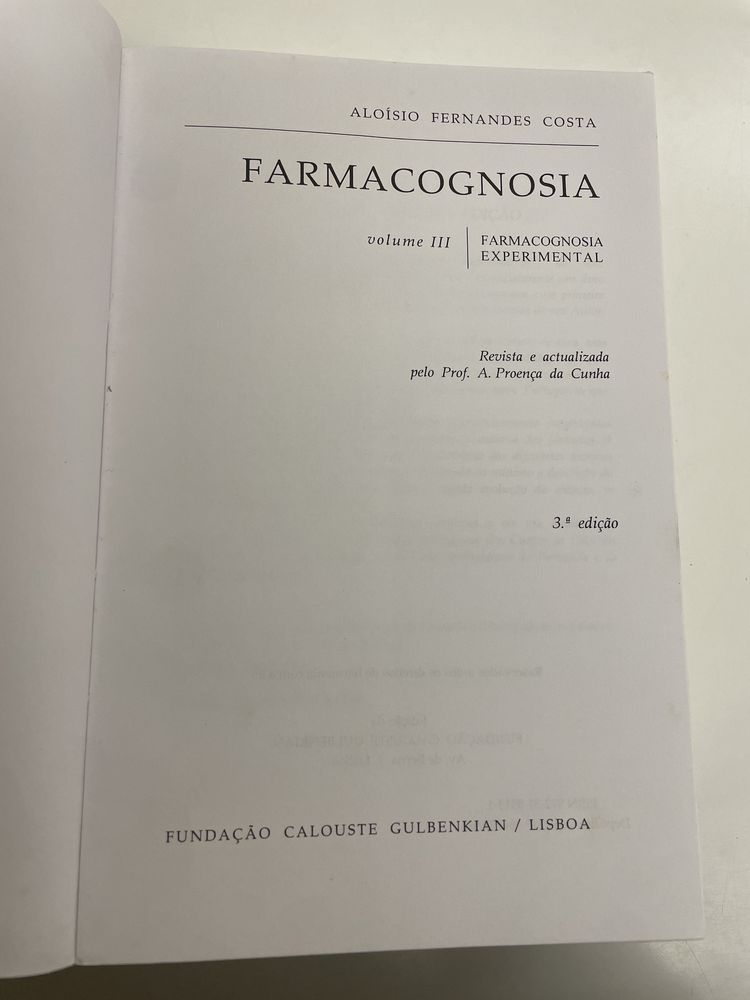 ALOÍSIO FERNANDES COSTA
FARMACOGNOSIA
volume III
FARMACOGNOSIA
EXPERIMENTAL
Revista e actualizada
pelo Prof. A. Proença da Cunha
3.ª edição
FUNDAÇÃO CALOUSTE GULBENKIAN / LISBOA